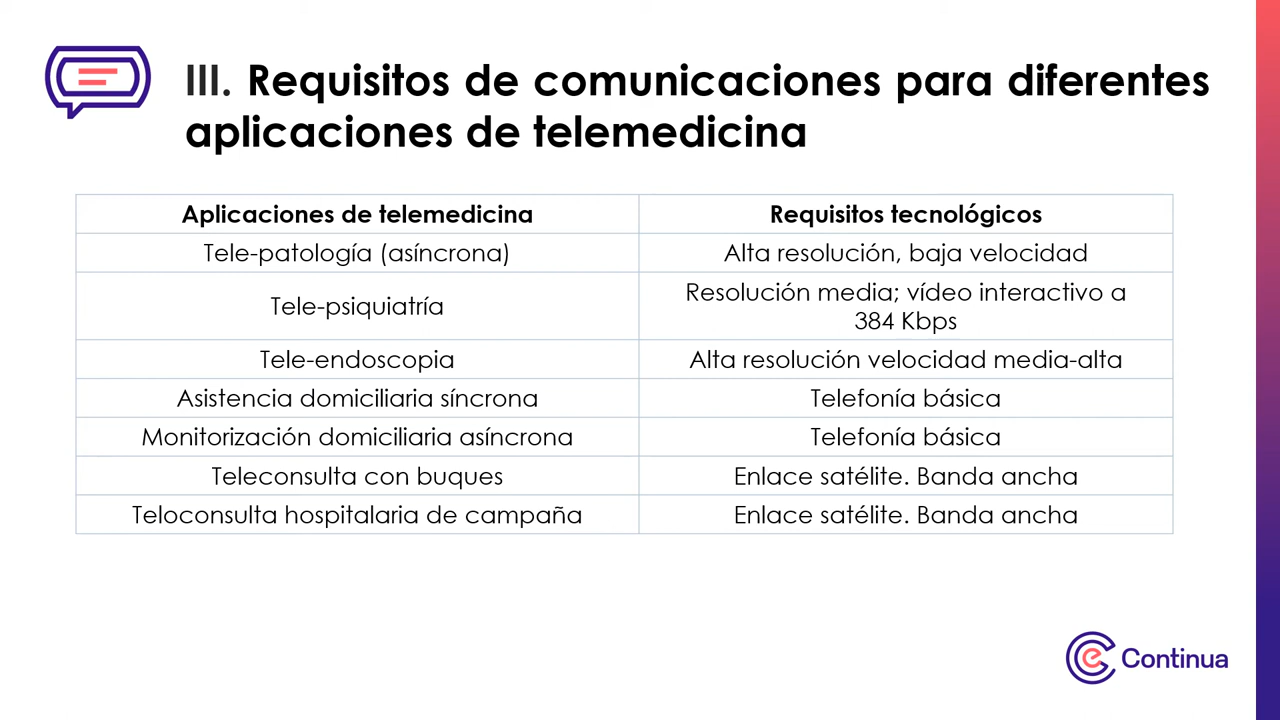 III. Requisitos de comunicaciones para diferentes
aplicaciones de telemedicina
Aplicaciones de telemedicina
Requisitos tecnológicos
Tele-patología (asíncrona)
Alta resolución, baja velocidad
Tele-psiquiatría
Resolución media; vídeo interactivo a
384 Kbps
Tele-endoscopia
Alta resolución velocidad media-alta
Asistencia domiciliaria síncrona
Telefonía básica
Monitorización domiciliaria asíncrona
Telefonía básica
Teleconsulta con buques
Enlace satélite. Banda ancha
Teloconsulta hospitalaria de campaña
Enlace satélite. Banda ancha
e Continua